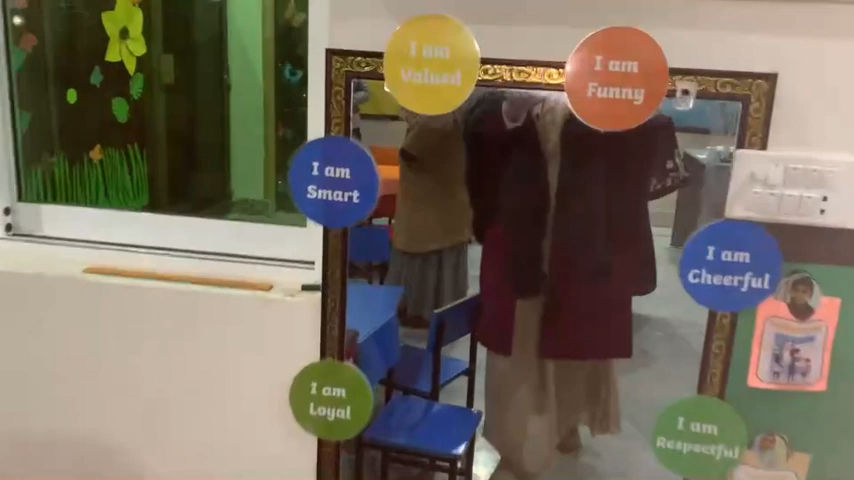 I am
Valued
I am
Funny
I am
Smart
I am
Cheerful
I am
Loyal
I am
Respectful